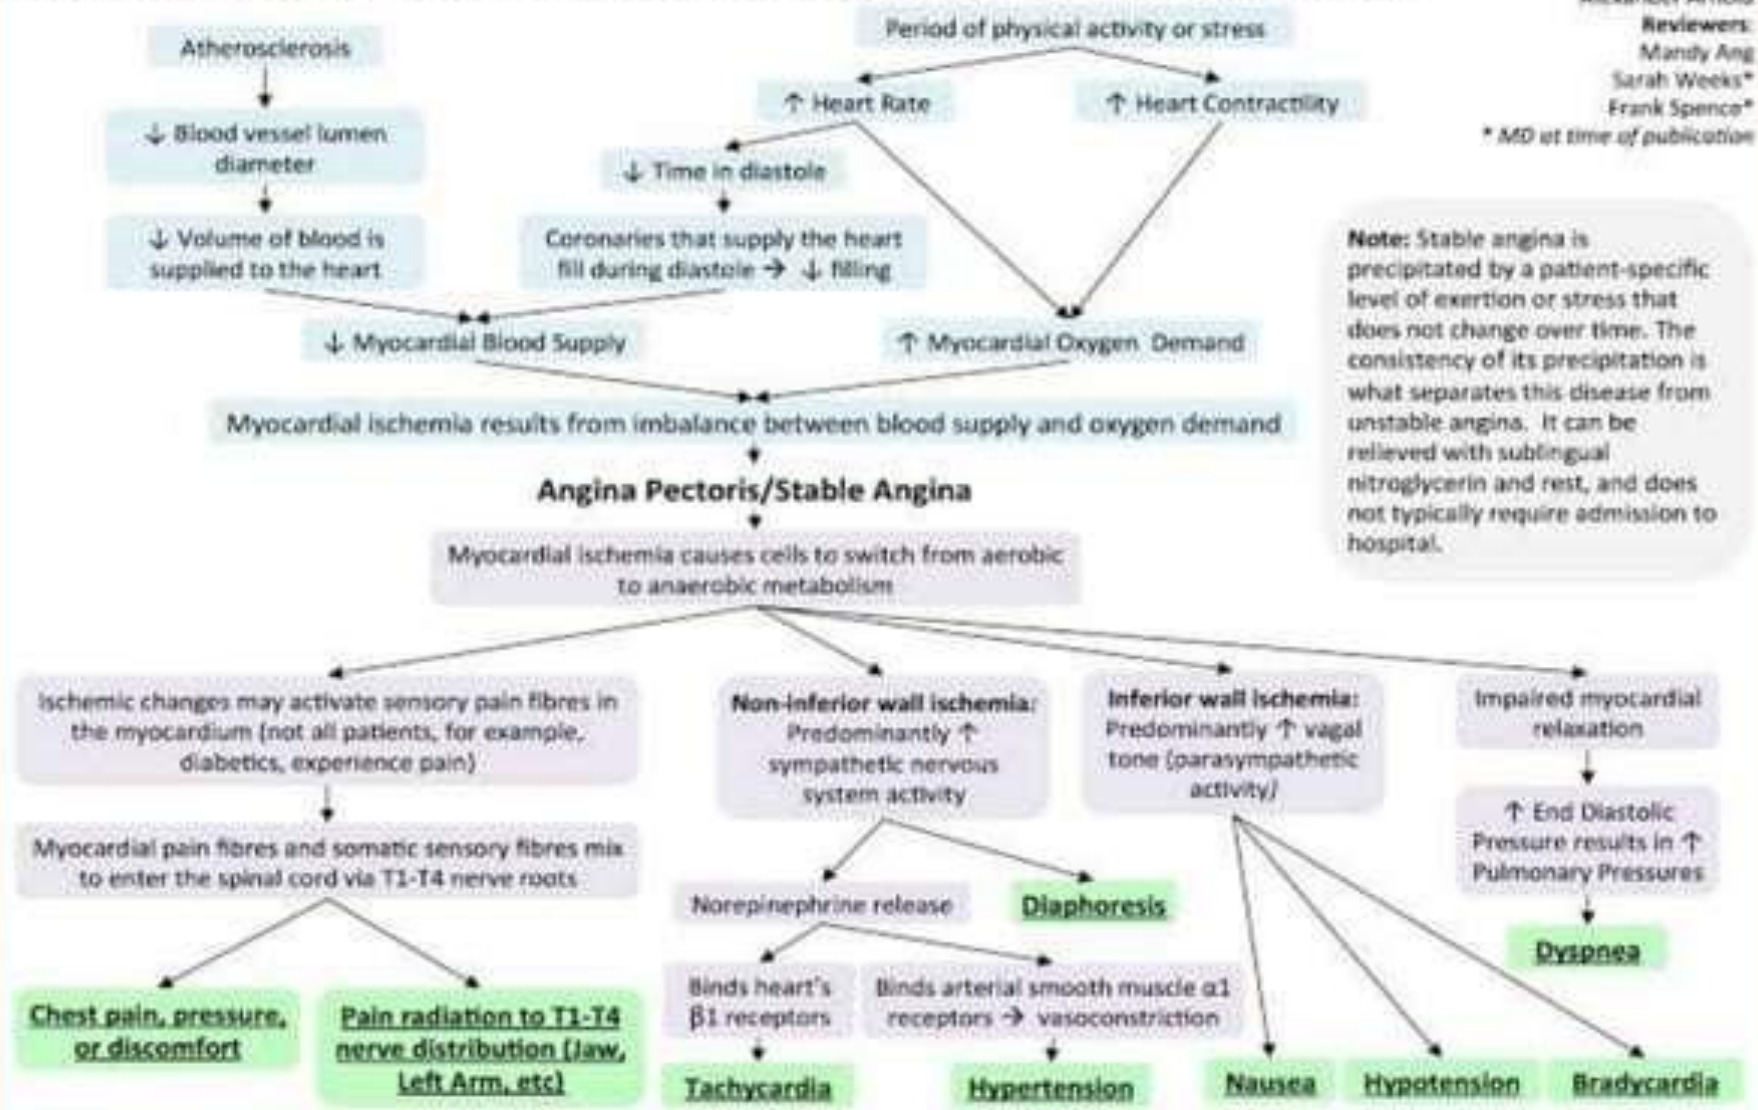 Reviewers:
Mandy Ang
Sarah Weeks*
Frank Spence*
* MD at time of publication
Atherosclerosis
↓ Blood vessel lumen
diameter
↓ Volume of blood is
supplied to the heart
Period of physical activity or stress
↑ Heart Rate
↑ Heart Contractility
↓ Time in diastole
Coronaries that supply the heart
fill during diastole → ↓ filling
↓ Myocardial Blood Supply
↑ Myocardial Oxygen Demand
Myocardial ischemia results from imbalance between blood supply and oxygen demand
Note: Stable angina is
precipitated by a patient-specific
level of exertion or stress that
does not change over time. The
consistency of its precipitation is
what separates this disease from
unstable angina. It can be
relieved with sublingual
nitroglycerin and rest, and does
not typically require admission to
hospital.
Angina Pectoris/Stable Angina
Myocardial ischemia causes cells to switch from aerobic
to anaerobic metabolism
Ischemic changes may activate sensory pain fibres in
the myocardium (not all patients, for example,
diabetics, experience pain)
Myocardial pain fibres and somatic sensory fibres mix
to enter the spinal cord via T1-T4 nerve roots
Chest pain, pressure,
or discomfort
Pain radiation to T1-T4
nerve distribution (Jaw,
Left Arm, etc)
Non-inferior wall ischemia:
Predominantly ↑
sympathetic nervous
system activity
Norepinephrine release
Diaphoresis
Binds heart's
β1 receptors
Binds arterial smooth muscle α1
receptors → vasoconstriction
Tachycardia
Hypertension
Inferior wall ischemia:
Predominantly ↑ vagal
tone (parasympathetic
activity)
Nausea
Hypotension
Bradycardia
Impaired myocardial
relaxation
↑ End Diastolic
Pressure results in ↑
Pulmonary Pressures
Dyspnea